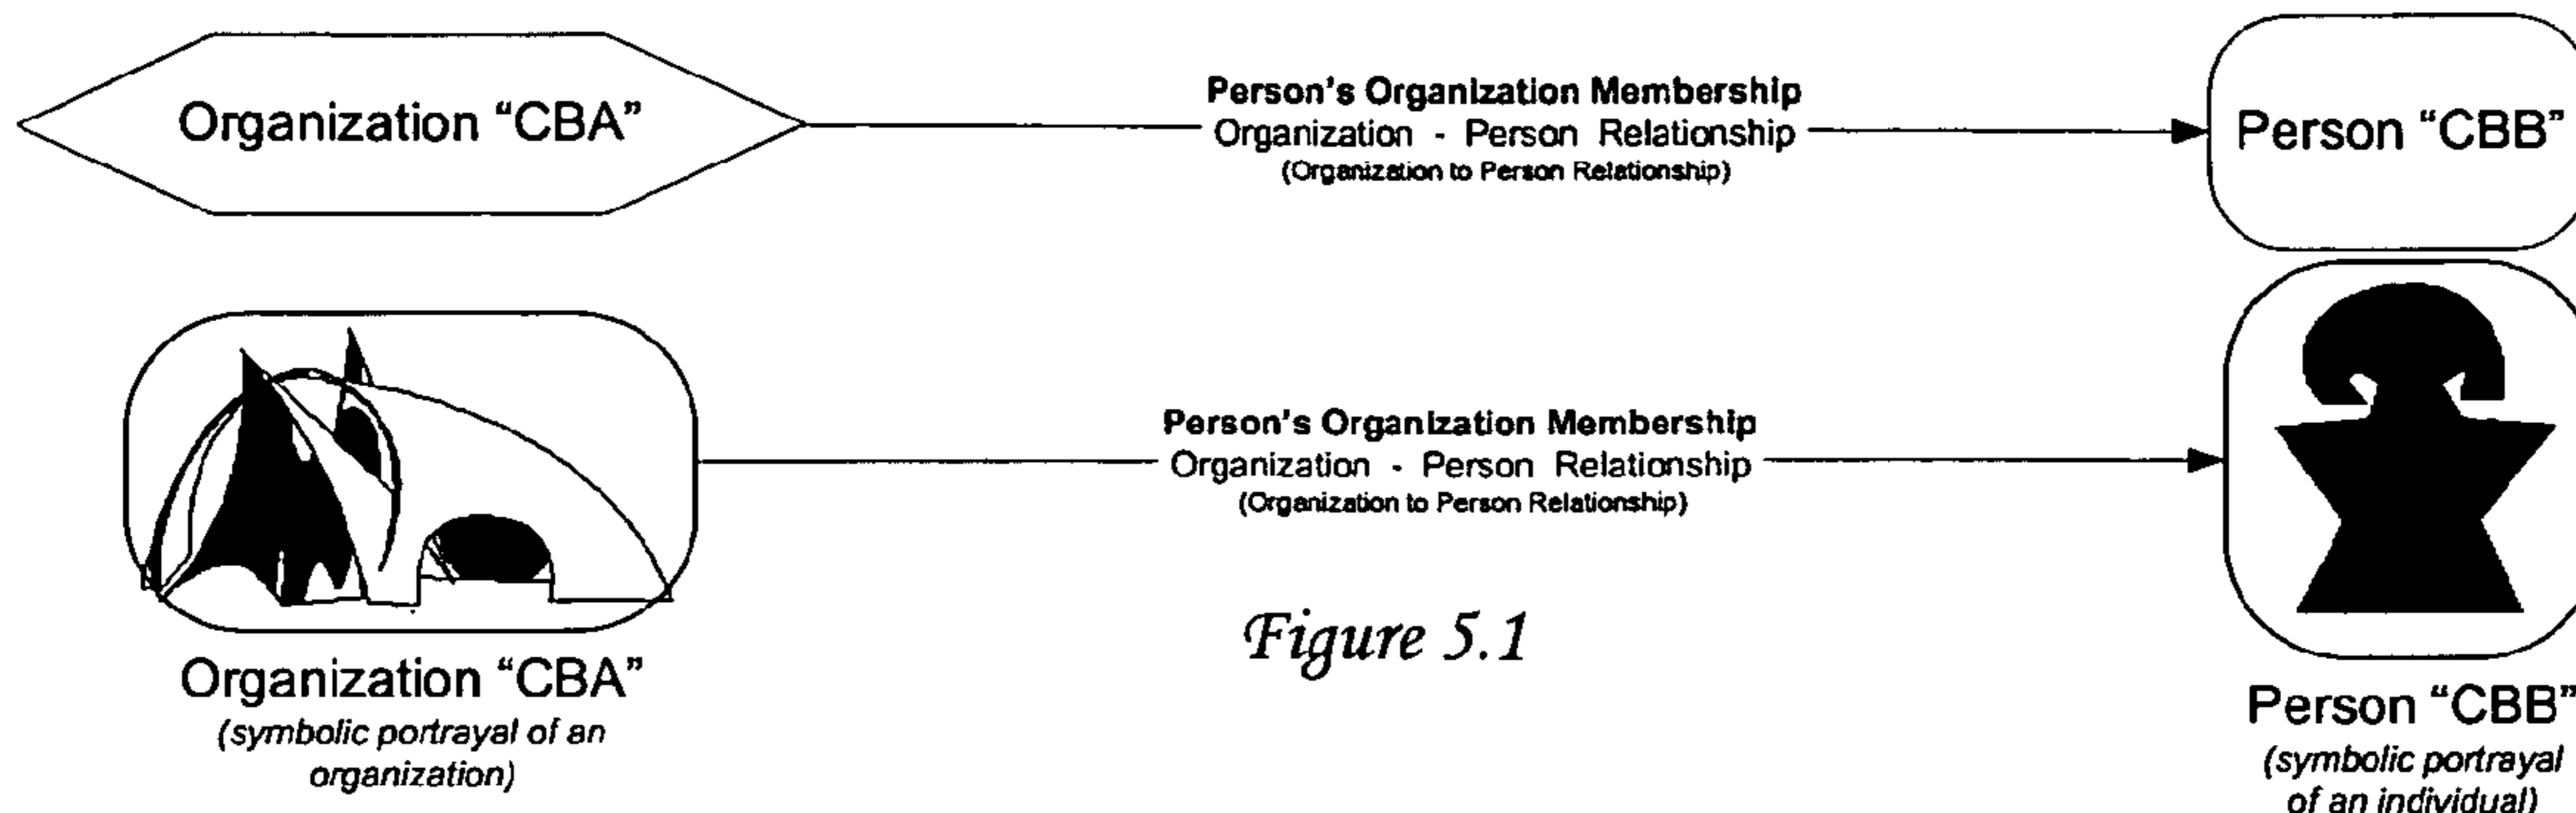 Organization “CBA”
Person's Organization Membership
Organization - Person Relationship
(Organization to Person Relationship)
Person “CBB”
Person's Organization Membership
Organization - Person Relationship
(Organization to Person Relationship)
Figure 5.1
Organization “CBA”
(symbolic portrayal of an
organization)
Person “CBB”
(symbolic portrayal
of an individual)